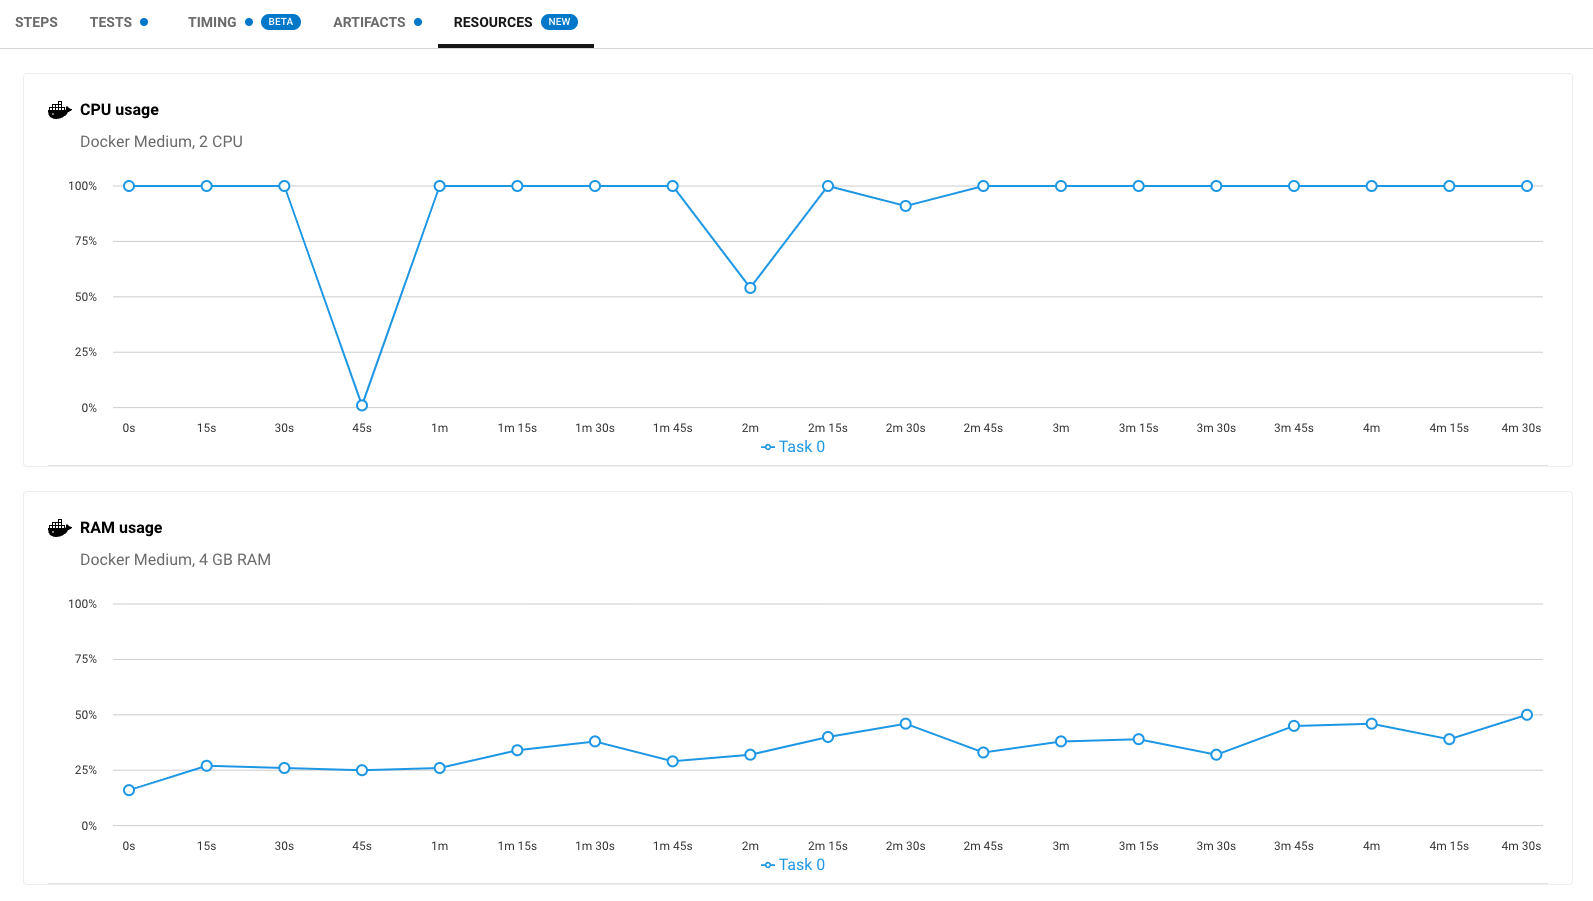 STEPS TESTS TIMING BETA ARTIFACTS RESOURCES NEW
CPU usage
Docker Medium, 2 CPU
100%
75%
50%
25%
0%
0s 15s 30s 45s 1m 1m 15s 1m 30s 1m 45s 2m 2m 15s 2m 30s 2m 45s 3m 3m 15s 3m 30s 3m 45s 4m 4m 15s 4m 30s
Task 0
RAM usage
Docker Medium, 4 GB RAM
100%
75%
50%
25%
0%
0s 15s 30s 45s 1m 1m 15s 1m 30s 1m 45s 2m 2m 15s 2m 30s 2m 45s 3m 3m 15s 3m 30s 3m 45s 4m 4m 15s 4m 30s
Task 0